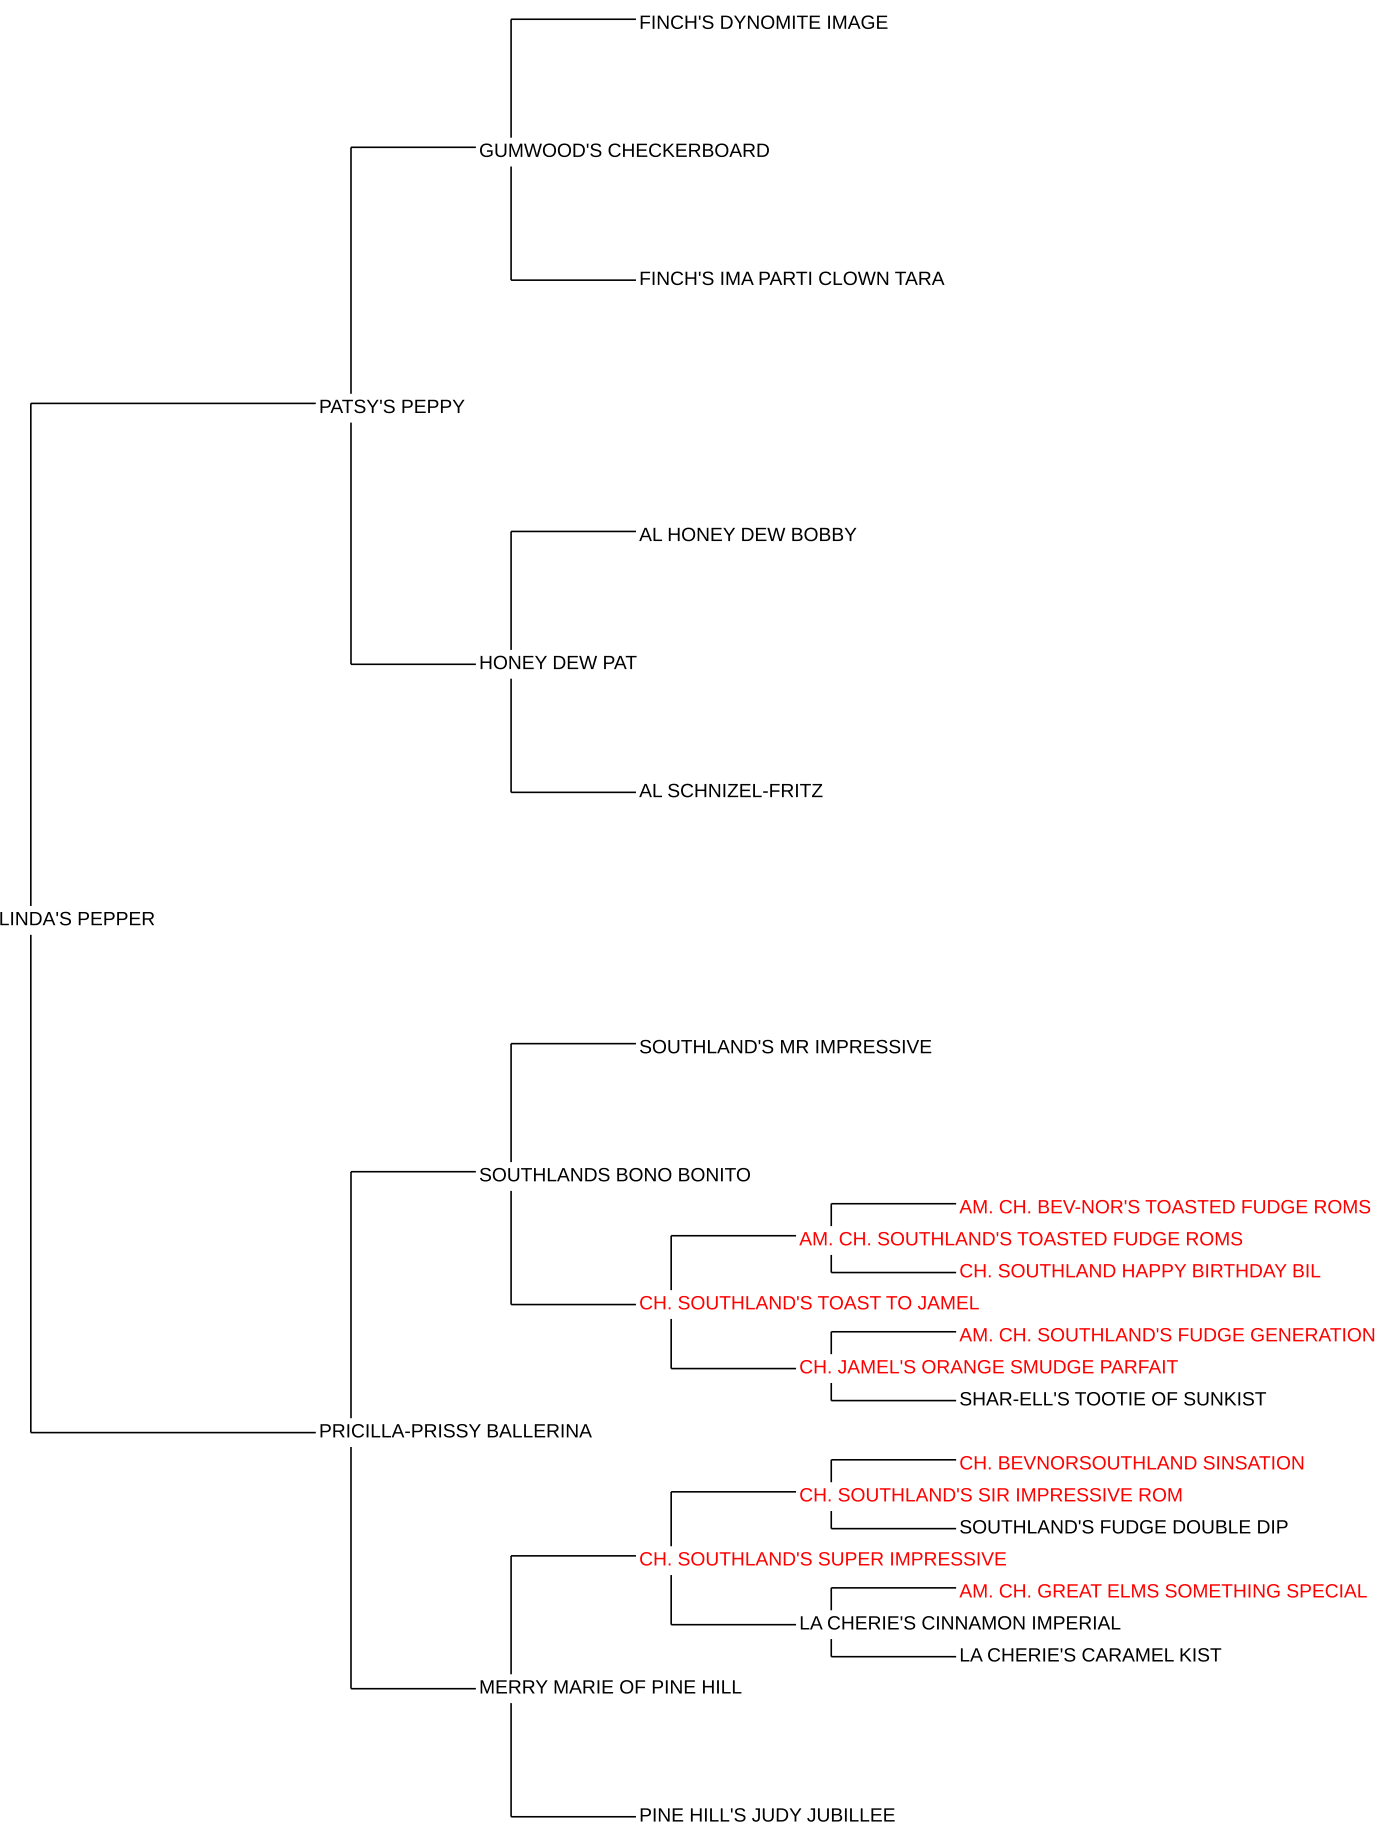 FINCH'S DYNOMITE IMAGE
GUMWOOD'S CHECKERBOARD
FINCH'S IMA PARTI CLOWN TARA
PATSY'S PEPPY
AL HONEY DEW BOBBY
HONEY DEW PAT
AL SCHNIZEL-FRITZ
LINDA'S PEPPER
SOUTHLAND'S MR IMPRESSIVE
SOUTHLANDS BONO BONITO
AM. CH. BEV-NOR'S TOASTED FUDGE ROMS
AM. CH. SOUTHLAND'S TOASTED FUDGE ROMS
CH. SOUTHLAND HAPPY BIRTHDAY BIL
CH. SOUTHLAND'S TOAST TO JAMEL
AM. CH. SOUTHLAND'S FUDGE GENERATION
CH. JAMEL'S ORANGE SMUDGE PARFAIT
SHAR-ELL'S TOOTIE OF SUNKIST
PRICILLA-PRISSY BALLERINA
CH. BEVNORSOUTHLAND SINSATION
CH. SOUTHLAND'S SIR IMPRESSIVE ROM
SOUTHLAND'S FUDGE DOUBLE DIP
CH. SOUTHLAND'S SUPER IMPRESSIVE
AM. CH. GREAT ELMS SOMETHING SPECIAL
LA CHERIE'S CINNAMON IMPERIAL
LA CHERIE'S CARAMEL KIST
MERRY MARIE OF PINE HILL
PINE HILL'S JUDY JUBILLEE